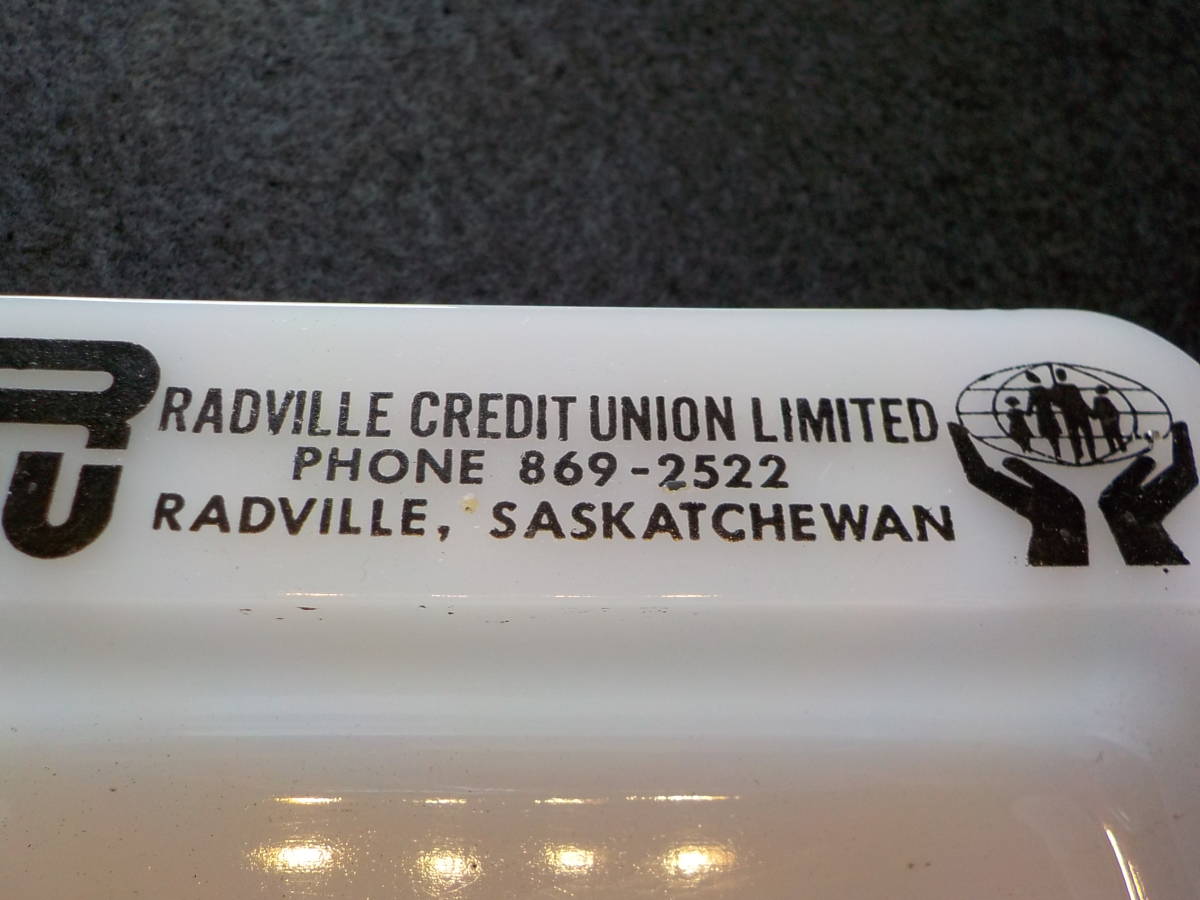 RADVILLE CREDIT UNION LIMITED
PHONE 869-2522
RADVILLE, SASKATCHEWAN